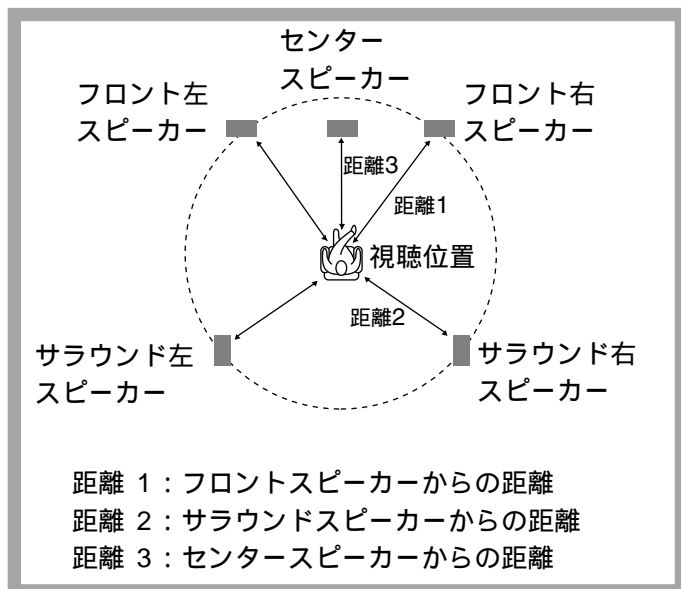 センター
スピーカー
フロント左
スピーカー
フロント右
スピーカー
距離3
距離1
視聴位置
距離2
サラウンド左
スピーカー
サラウンド右
スピーカー
距離 1：フロントスピーカーからの距離
距離 2：サラウンドスピーカーからの距離
距離 3：センタースピーカーからの距離